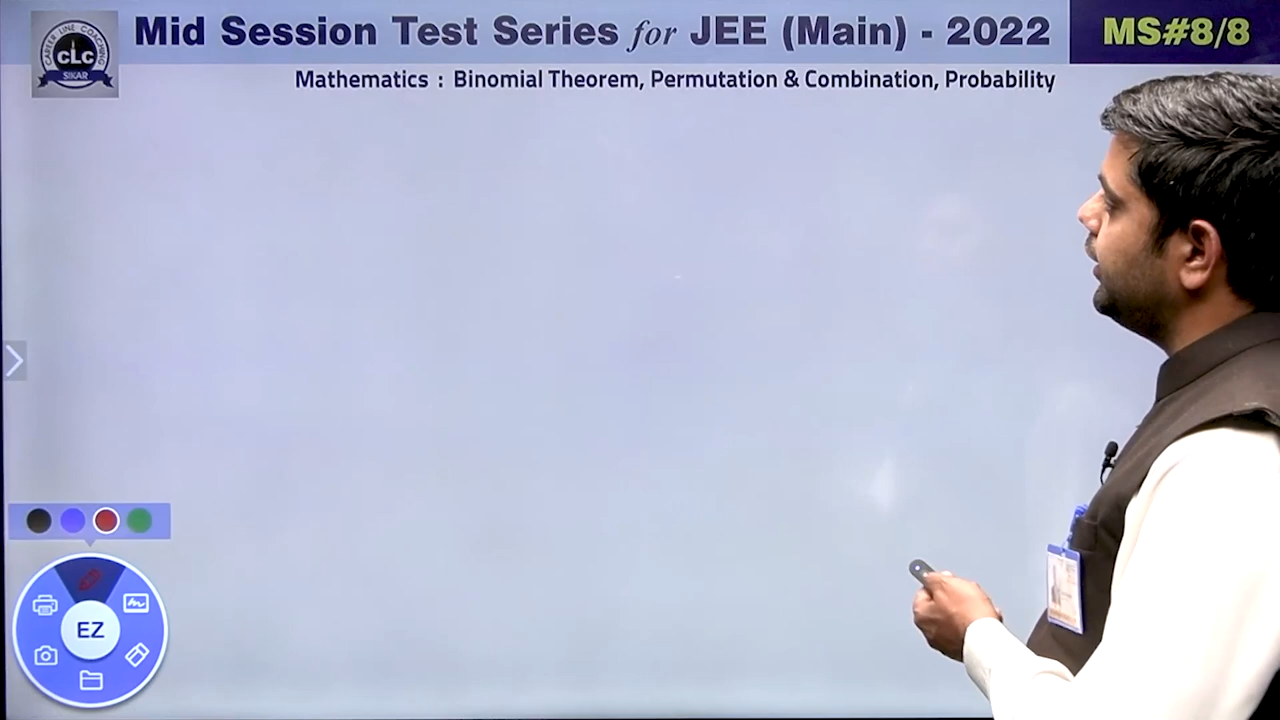 Mid Session Test Series for JEE (Main) - 2022
MS#8/8
CAREER LINE COACHING
CLC
SIKAR
Mathematics : Binomial Theorem, Permutation & Combination, Probability
EZ